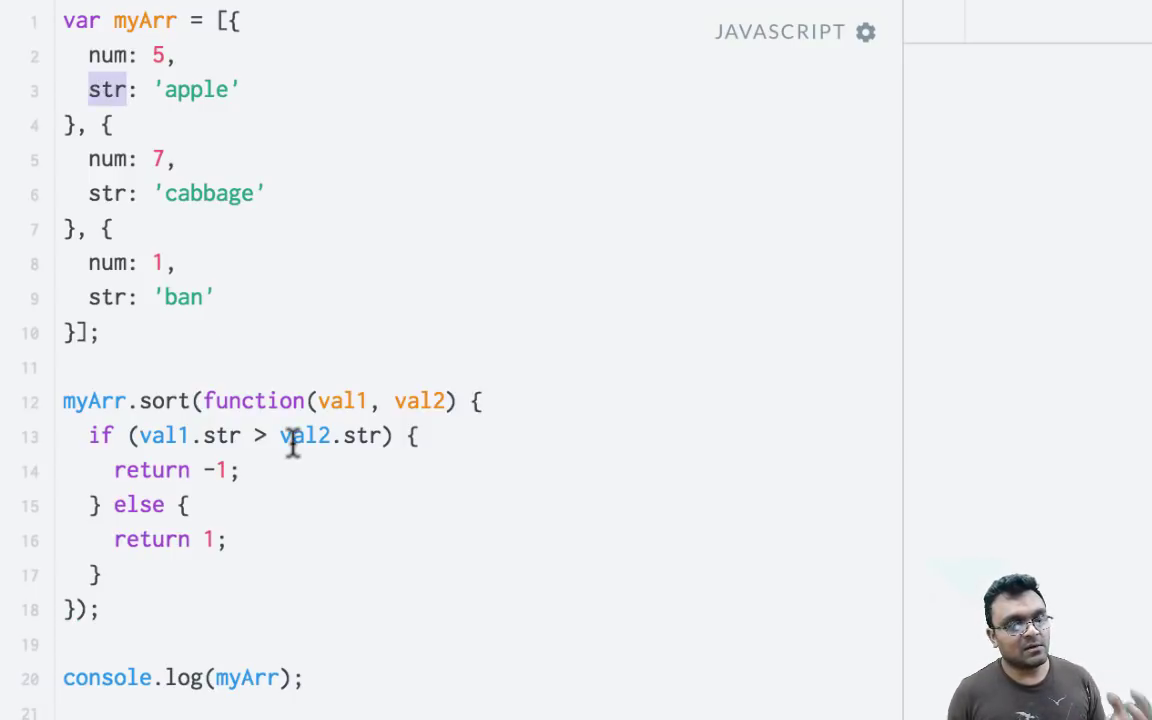 1 var myArr = [{
JAVASCRIPT
2 num: 5,
3 str: 'apple'
4 }, {
5 num: 7,
6 str: 'cabbage'
7 }, {
8 num: 1,
9 str: 'ban'
10 }];
11
12 myArr.sort(function(val1, val2) {
13 if (val1.str > val2.str) {
14 return -1;
15 } else {
16 return 1;
17 }
18 });
19
20 console.log(myArr);
21